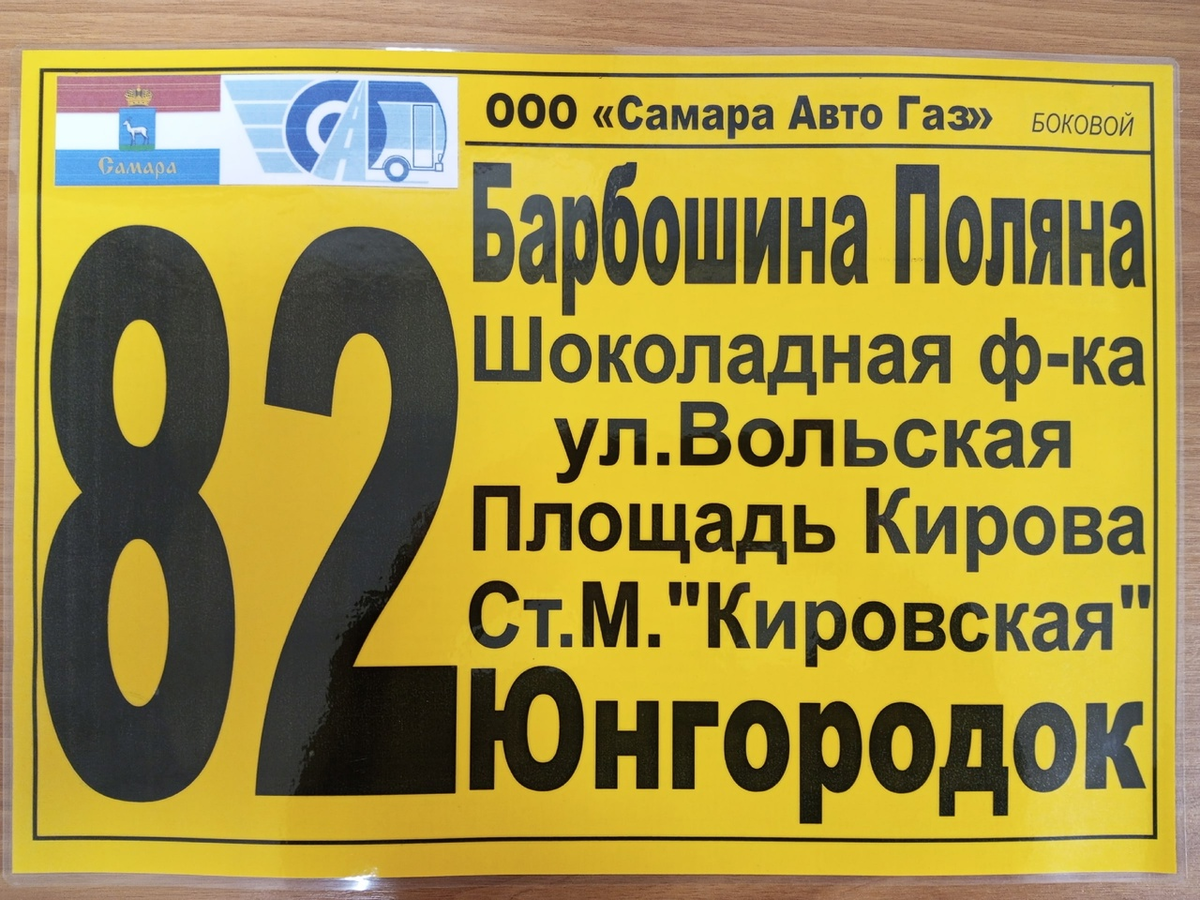 Самара
ООО «Самара Авто Газ» БОКОВОЙ
82
Барбошина Поляна
Шоколадная ф-ка
ул.Вольская
Площадь Кирова
Ст.М."Кировская"
Юнгородок